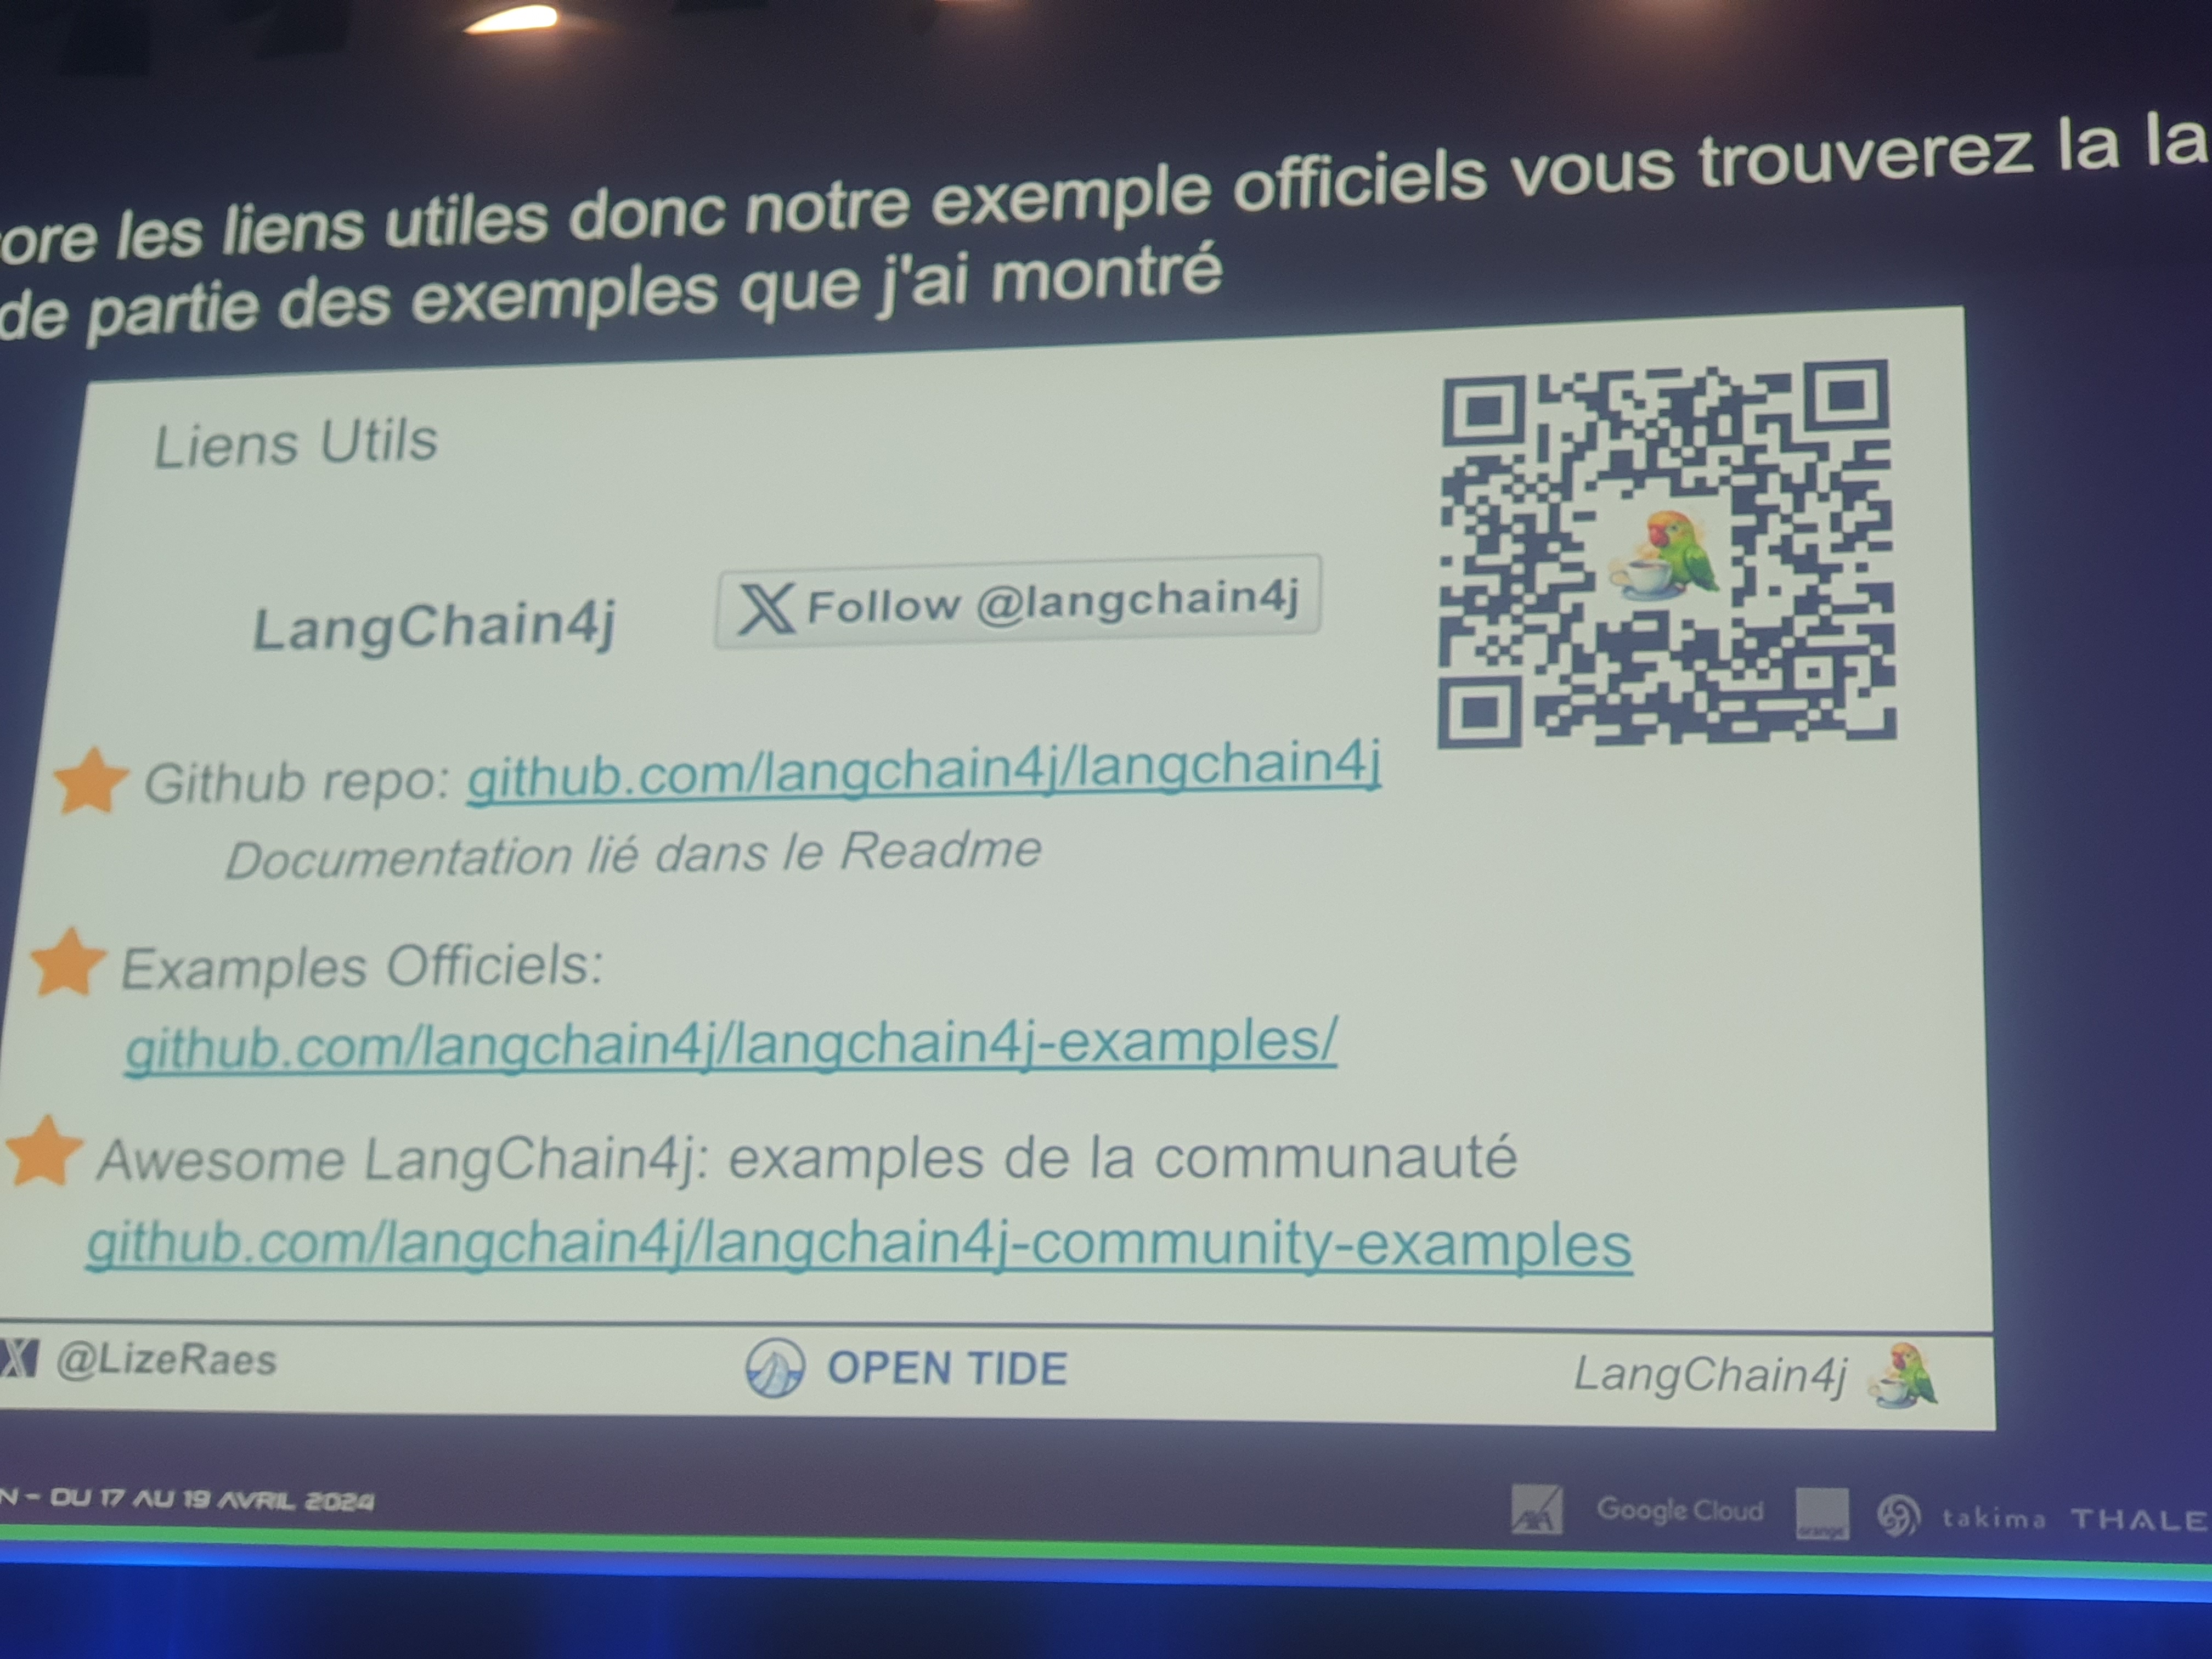 les liens utiles donc notre exemple officiels vous trouverez la la
de partie des exemples que j'ai montré
Liens Utils
LangChain4j
X Follow @langchain4j
Github repo: github.com/langchain4j/langchain4j
Documentation lié dans le Readme
Examples Officiels:
github.com/langchain4j/langchain4j-examples/
Awesome LangChain4j: examples de la communauté
github.com/langchain4j/langchain4j-community-examples
X @LizeRaes
OPEN TIDE
LangChain4j
- DU 17 AU 19 AVRIL 2024
AXA
Google Cloud
orange
takima
THALE